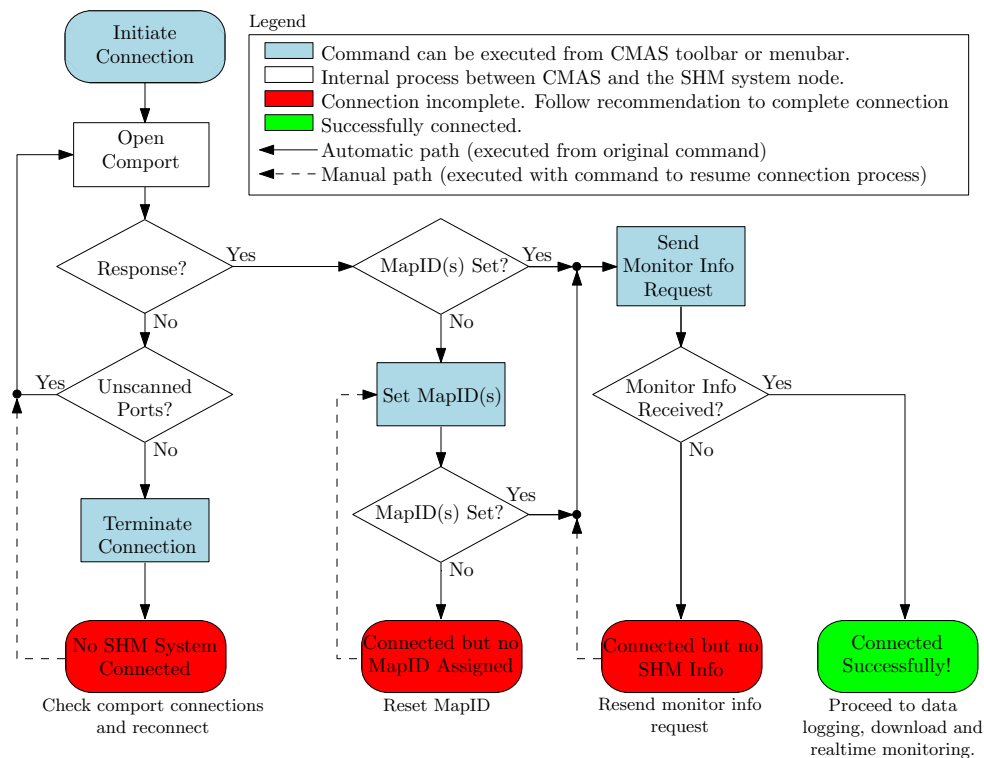 Initiate
Connection
Legend
Command can be executed from CMAS toolbar or menubar.
Internal process between CMAS and the SHM system node.
Connection incomplete. Follow recommendation to complete connection
Successfully connected.
Automatic path (executed from original command)
Manual path (executed with command to resume connection process)
Open
Comport
Response?
Yes
No
MapID(s) Set?
Yes
No
Send
Monitor Info
Request
Unscanned
Ports?
Yes
No
Set MapID(s)
Monitor Info
Received?
Yes
No
MapID(s) Set?
Yes
No
Terminate
Connection
No SHM System
Connected
Check comport connections
and reconnect
Connected but no
MapID Assigned
Reset MapID
Connected but no
SHM Info
Resend monitor info
request
Connected
Successfully!
Proceed to data
logging, download and
realtime monitoring.